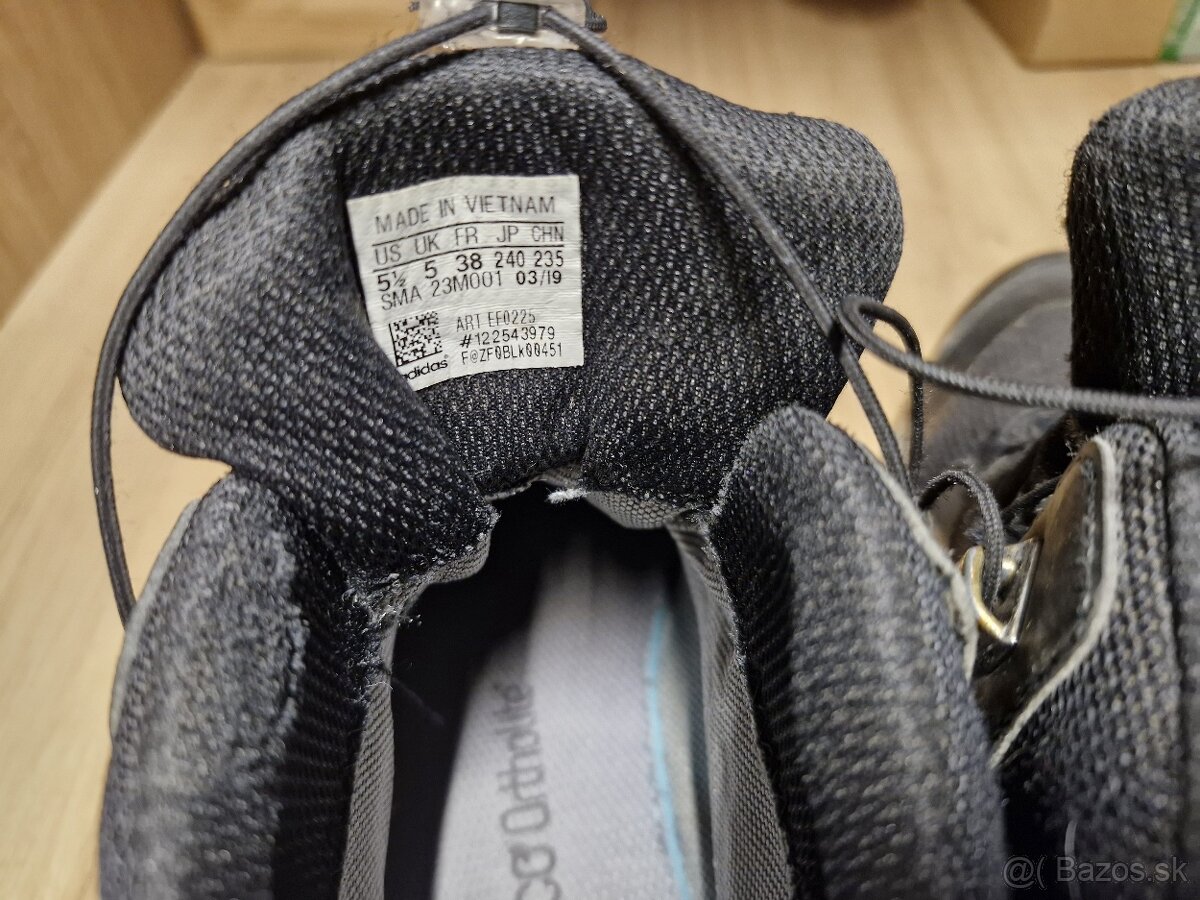 MADE IN VIETNAM
US UK FR JP CHN
5½ 5 38 240 235
SMA 23M001 03/19
ART EF0225
#122543979
F@ZF0BLk00451
adidas
Ortholite
@( Bazos.sk